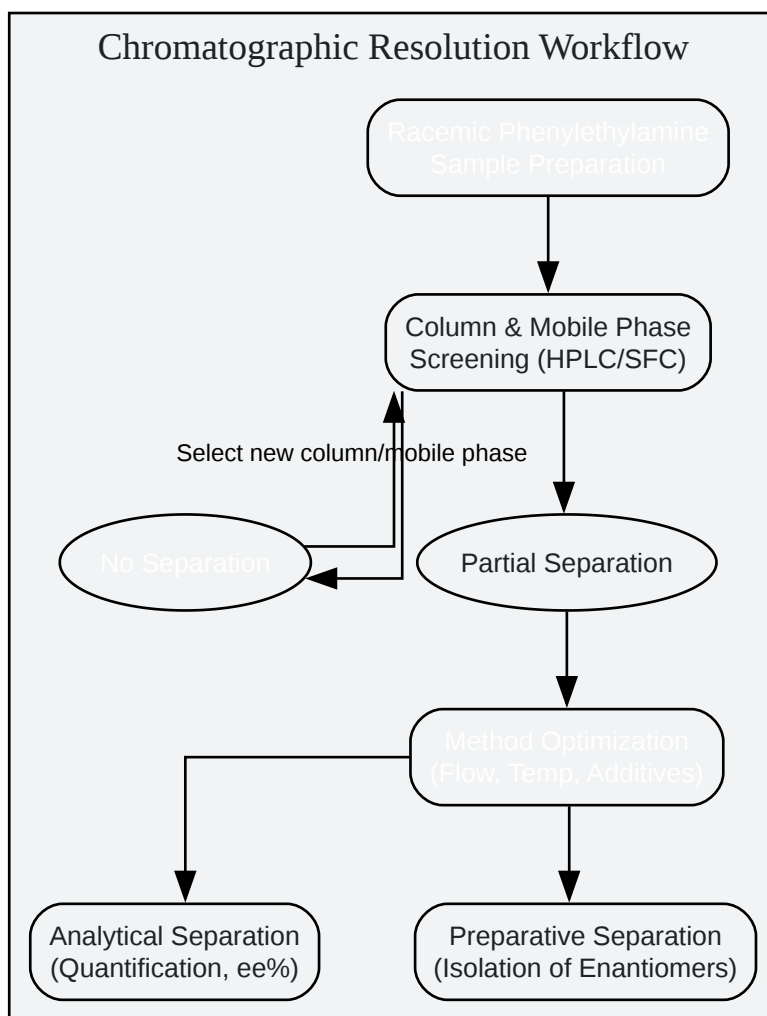 Chromatographic Resolution Workflow
Racemic Phenylethylamine
Sample Preparation
Column & Mobile Phase
Screening (HPLC/SFC)
Select new column/mobile phase
No Separation
Partial Separation
Method Optimization
(Flow, Temp, Additives)
Analytical Separation
(Quantification, ee%)
Preparative Separation
(Isolation of Enantiomers)